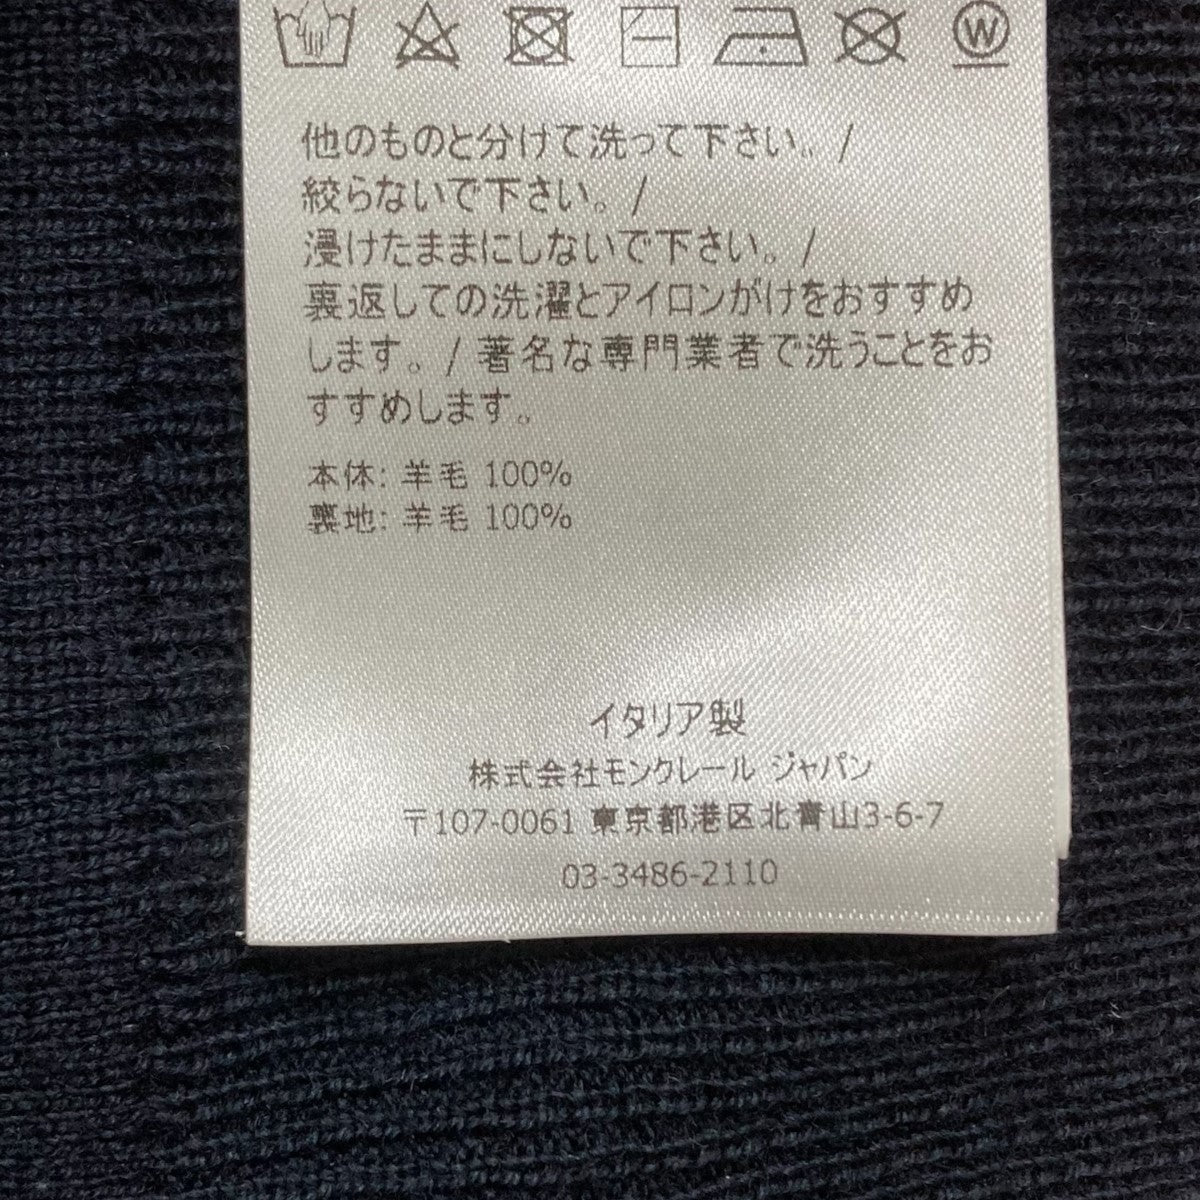 W
他のものと分けて洗って下さい。/
絞らないで下さい。/
浸けたままにしないで下さい。/
裏返しての洗濯とアイロンがけをおすすめ
します。/ 著名な専門業者で洗うことをお
すすめします。
本体: 羊毛 100%
裏地: 羊毛 100%
イタリア製
株式会社モンクレール ジャパン
〒107-0061 東京都港区北青山3-6-7
03-3486-2110